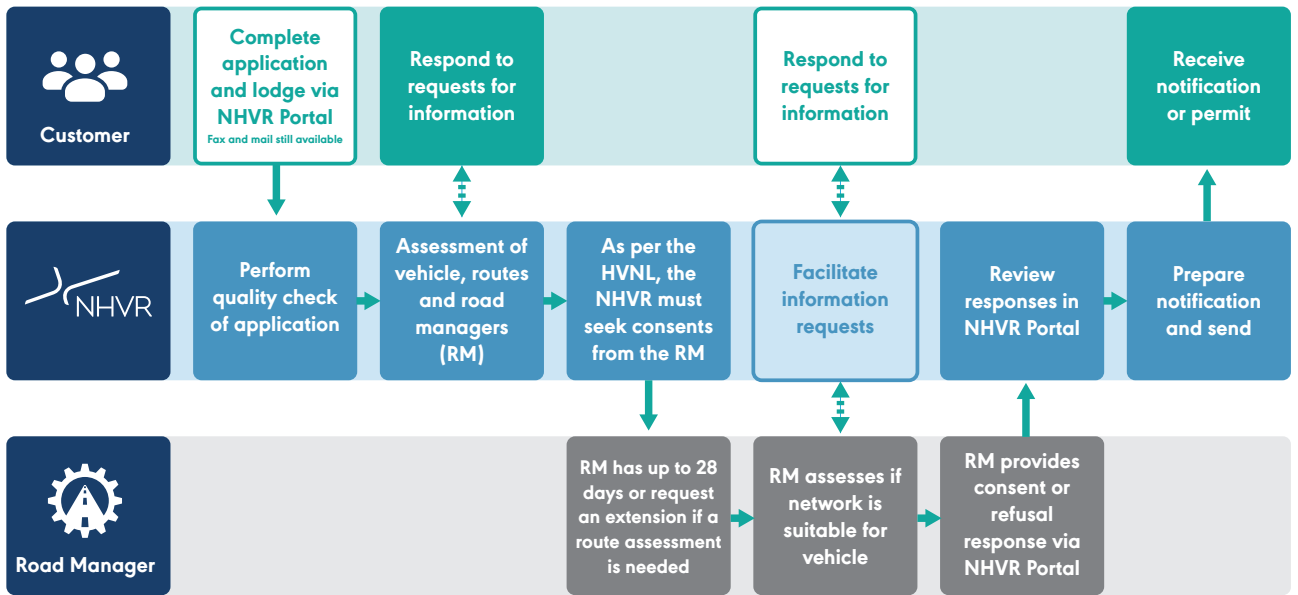 Customer
Complete
application
and lodge via
NHVR Portal
Fax and mail still available
Respond to
requests for
information
Respond to
requests for
information
Receive
notification
or permit
NHVR
Perform
quality check
of application
Assessment of
vehicle, routes
and road
managers
(RM)
As per the
HVNL, the
NHVR must
seek consents
from the RM
Facilitate
information
requests
Review
responses in
NHVR Portal
Prepare
notification
and send
Road Manager
RM has up to 28
days or request
an extension if a
route assessment
is needed
RM assesses if
network is
suitable for
vehicle
RM provides
consent or
refusal
response via
NHVR Portal